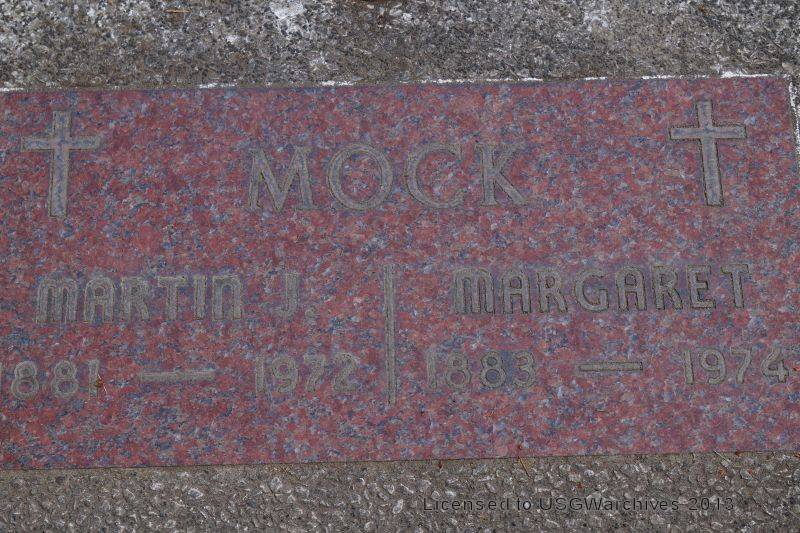 MOCK
MARTIN J. MARGARET
1881 — 1972 1883 — 1974
Licensed to USGWarchives 2013